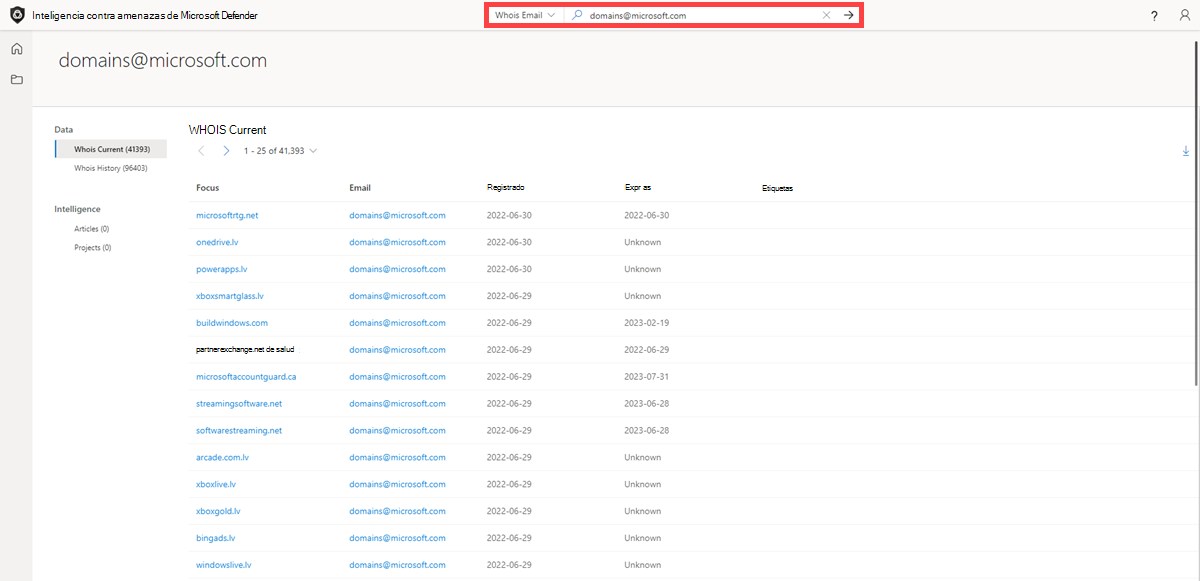 Inteligencia contra amenazas de Microsoft Defender
Whois Email domains@microsoft.com
?
domains@microsoft.com
Data
Whois Current (41393)
Whois History (96403)
Intelligence
Articles (0)
Projects (0)
WHOIS Current
1 - 25 of 41,393
Focus Email Registrado Expr as Etiquetas
microsoftrtg.net domains@microsoft.com 2022-06-30 2022-06-30
onedrive.lv domains@microsoft.com 2022-06-30 Unknown
powerapps.lv domains@microsoft.com 2022-06-30 Unknown
xboxsmartglass.lv domains@microsoft.com 2022-06-29 Unknown
buildwindows.com domains@microsoft.com 2022-06-29 2023-02-19
partnerexchange.net de salud domains@microsoft.com 2022-06-29 2022-06-29
microsoftaccountguard.ca domains@microsoft.com 2022-06-29 2023-07-31
streamingsoftware.net domains@microsoft.com 2022-06-29 2023-06-28
softwarestreaming.net domains@microsoft.com 2022-06-29 2023-06-28
arcade.com.lv domains@microsoft.com 2022-06-29 Unknown
xboxlive.lv domains@microsoft.com 2022-06-29 Unknown
xboxgold.lv domains@microsoft.com 2022-06-29 Unknown
bingads.lv domains@microsoft.com 2022-06-29 Unknown
windowslive.lv domains@microsoft.com 2022-06-29 Unknown